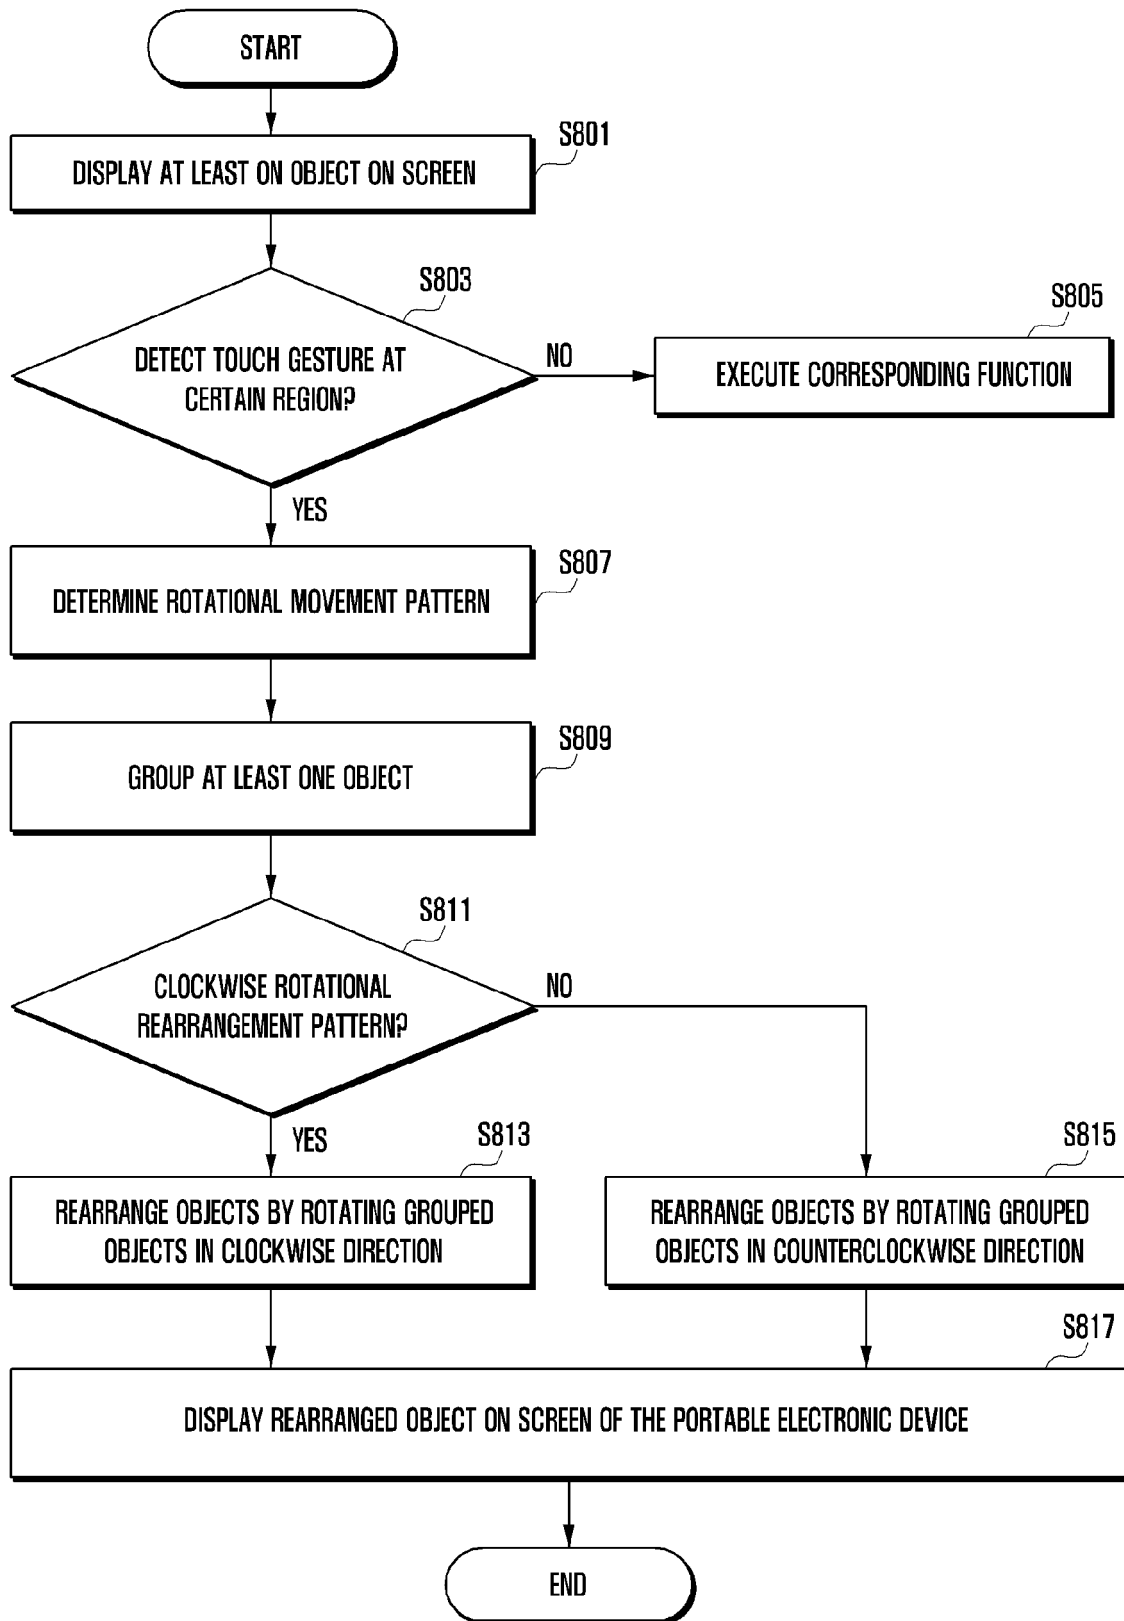 START
S801
DISPLAY AT LEAST ON OBJECT ON SCREEN
S803
DETECT TOUCH GESTURE AT
CERTAIN REGION?
NO
S805
EXECUTE CORRESPONDING FUNCTION
YES
S807
DETERMINE ROTATIONAL MOVEMENT PATTERN
S809
GROUP AT LEAST ONE OBJECT
S811
CLOCKWISE ROTATIONAL
REARRANGEMENT PATTERN?
NO
YES
S813
REARRANGE OBJECTS BY ROTATING GROUPED
OBJECTS IN CLOCKWISE DIRECTION
S815
REARRANGE OBJECTS BY ROTATING GROUPED
OBJECTS IN COUNTERCLOCKWISE DIRECTION
S817
DISPLAY REARRANGED OBJECT ON SCREEN OF THE PORTABLE ELECTRONIC DEVICE
END